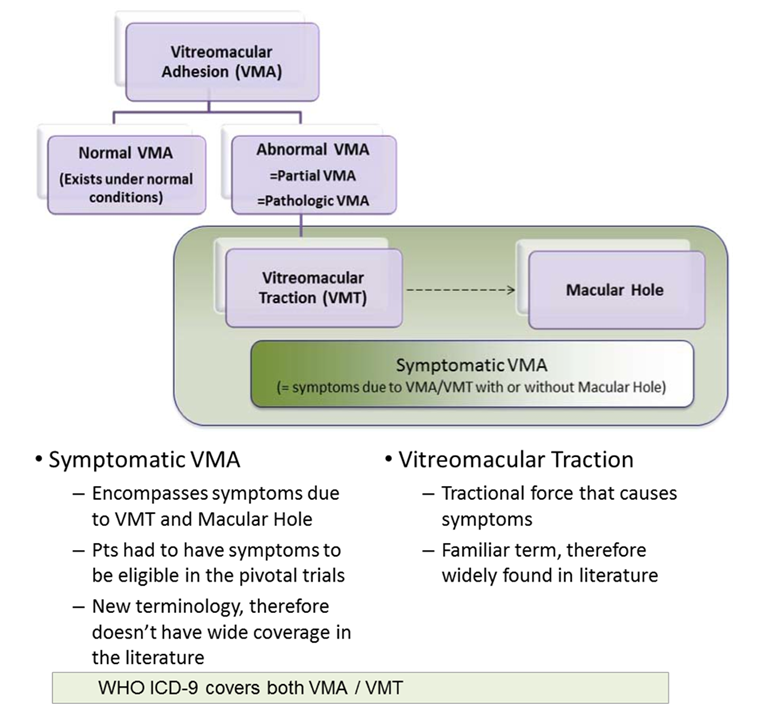 Vitreomacular
Adhesion (VMA)
Normal VMA
(Exists under normal
conditions)
Abnormal VMA
=Partial VMA
=Pathologic VMA
Vitreomacular
Traction (VMT)
Macular Hole
Symptomatic VMA
(= symptoms due to VMA/VMT with or without Macular Hole)
• Symptomatic VMA
– Encompasses symptoms due
to VMT and Macular Hole
– Pts had to have symptoms to
be eligible in the pivotal trials
– New terminology, therefore
doesn't have wide coverage in
the literature
• Vitreomacular Traction
– Tractional force that causes
symptoms
– Familiar term, therefore
widely found in literature
WHO ICD-9 covers both VMA / VMT